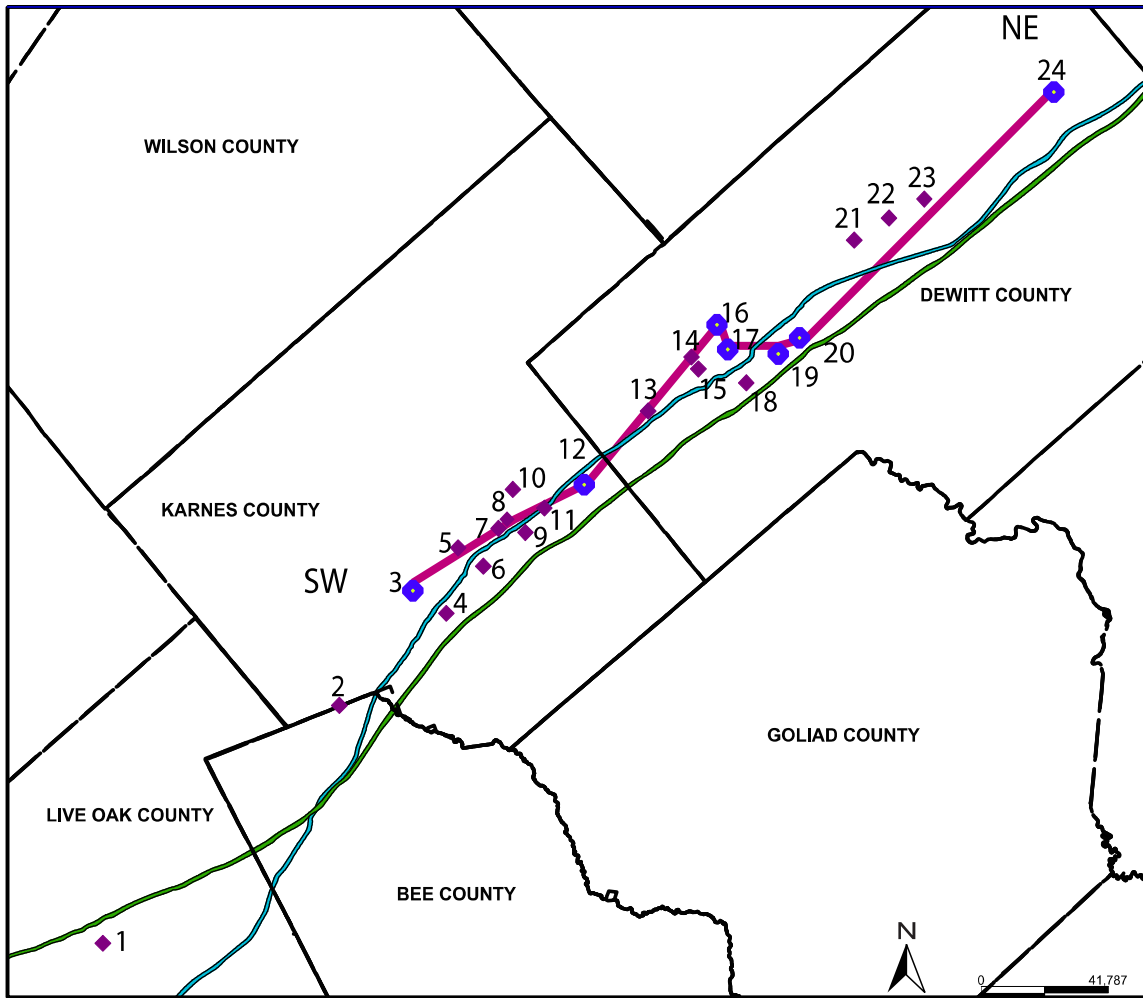 NE
24
WILSON COUNTY
23
22
21
DEWITT COUNTY
16
14
17
20
19
15
18
13
12
10
KARNES COUNTY
8
7
11
9
5
6
SW
3
4
2
GOLIAD COUNTY
LIVE OAK COUNTY
BEE COUNTY
1
N
0 41,787